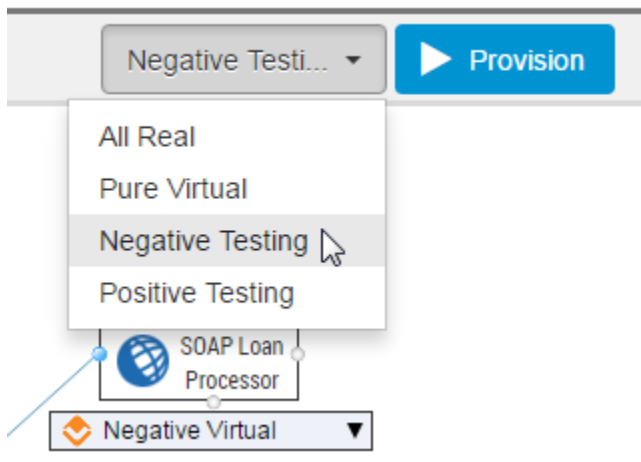 Negative Testi...
Provision
All Real
Pure Virtual
Negative Testing
Positive Testing
SOAP Loan
Processor
Negative Virtual